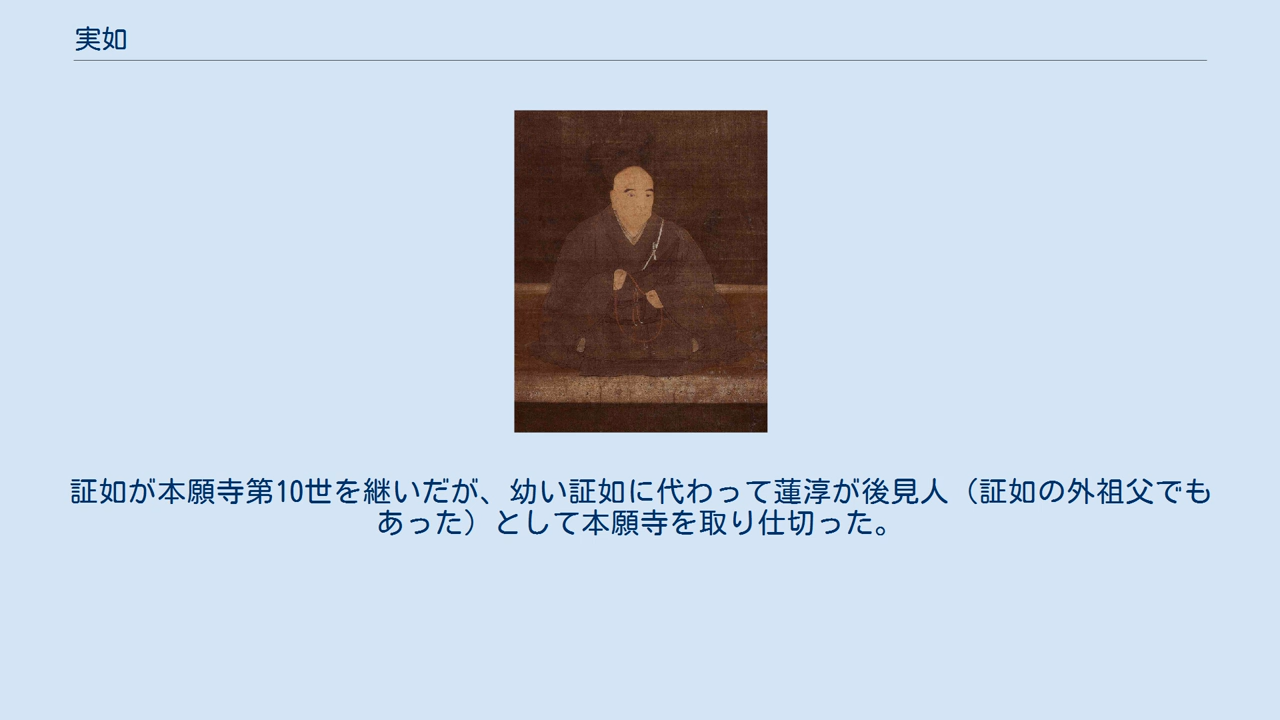 実如
証如が本願寺第10世を継いだが、幼い証如に代わって蓮淳が後見人（証如の外祖父でも
あった）として本願寺を取り仕切った。